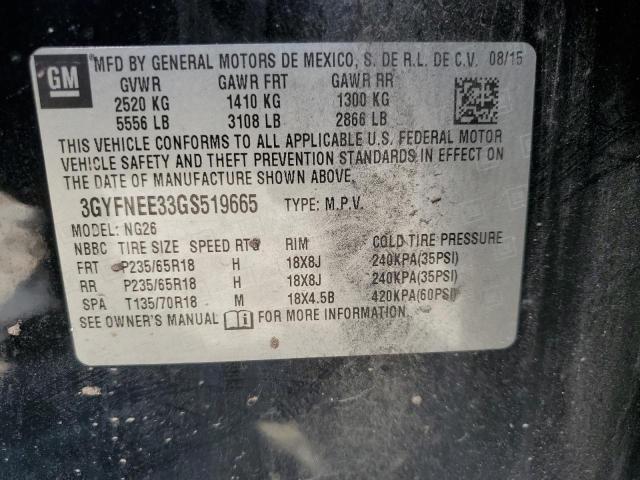 GM MFD BY GENERAL MOTORS DE MEXICO, S. DE R.L. DE C.V. 08/15
GVWR GAWR FRT GAWR RR
2520 KG 1410 KG 1300 KG
5556 LB 3108 LB 2866 LB
THIS VEHICLE CONFORMS TO ALL APPLICABLE U.S. FEDERAL MOTOR
VEHICLE SAFETY AND THEFT PREVENTION STANDARDS IN EFFECT ON
THE DATE OF MANUFACTURE SHOWN ABOVE.
3GYFNEE33GS519665 TYPE: M.P.V.
MODEL: NG26
NBBC TIRE SIZE SPEED RTG RIM COLD TIRE PRESSURE
FRT P235/65R18 H 18X8J 240KPA(35PSI)
RR P235/65R18 H 18X8J 240KPA(35PSI)
SPA T135/70R18 M 18X4.5B 420KPA(60PSI)
SEE OWNER'S MANUAL FOR MORE INFORMATION.